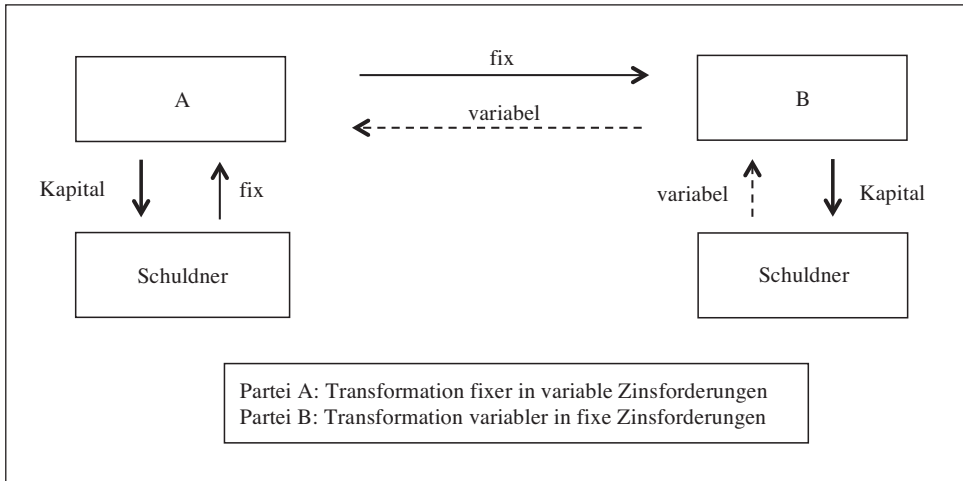 fix
A
B
variabel
Kapital
fix
variabel
Kapital
Schuldner
Schuldner
Partei A: Transformation fixer in variable Zinsforderungen
Partei B: Transformation variabler in fixe Zinsforderungen